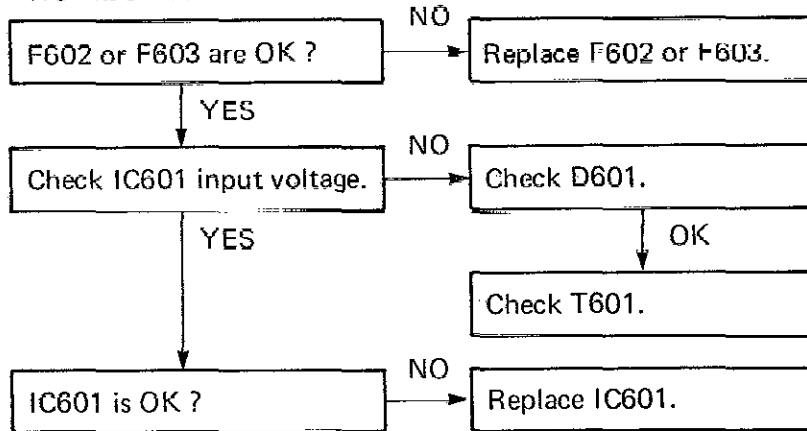 F602 or F603 are OK ?
NO
Replace F602 or F603.
YES
Check IC601 input voltage.
NO
Check D601.
YES
OK
Check T601.
IC601 is OK ?
NO
Replace IC601.